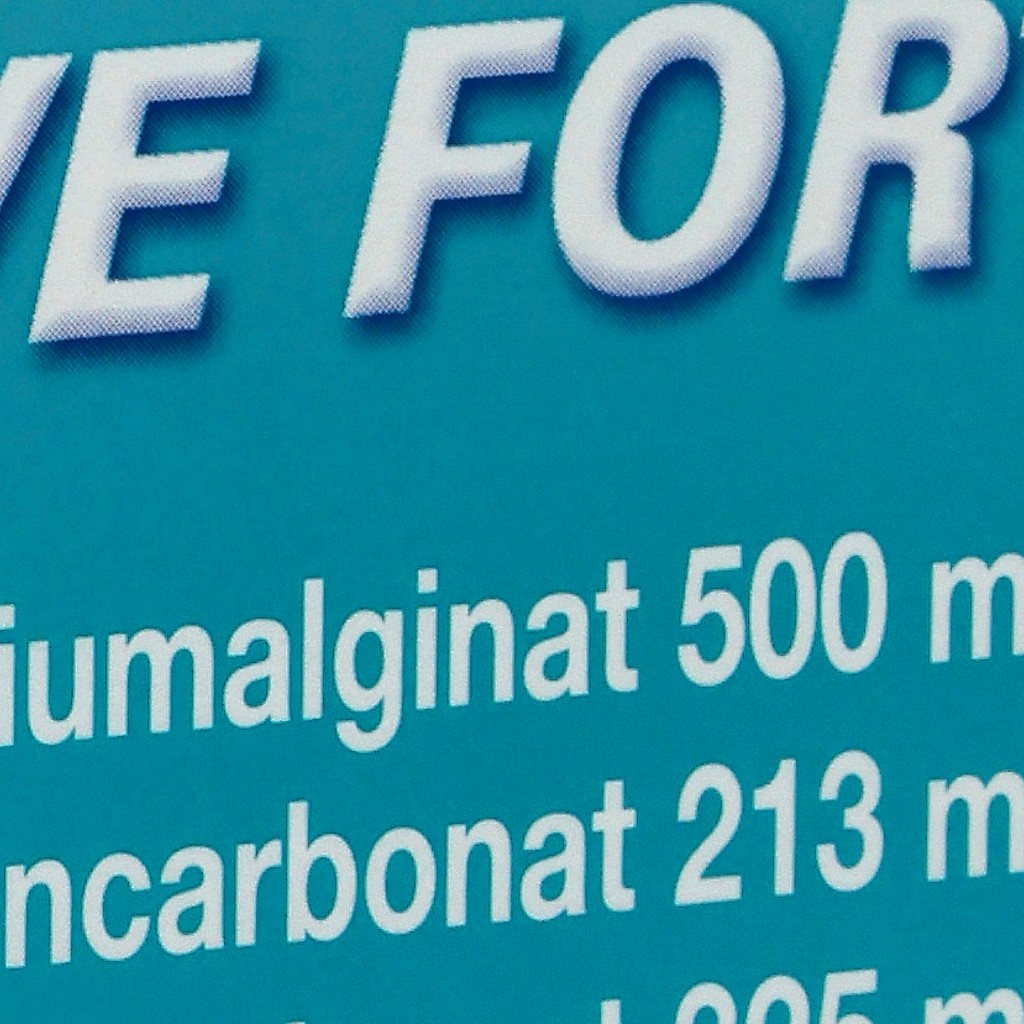 VE FOR
iumalginat 500 m
ncarbonat 213 m